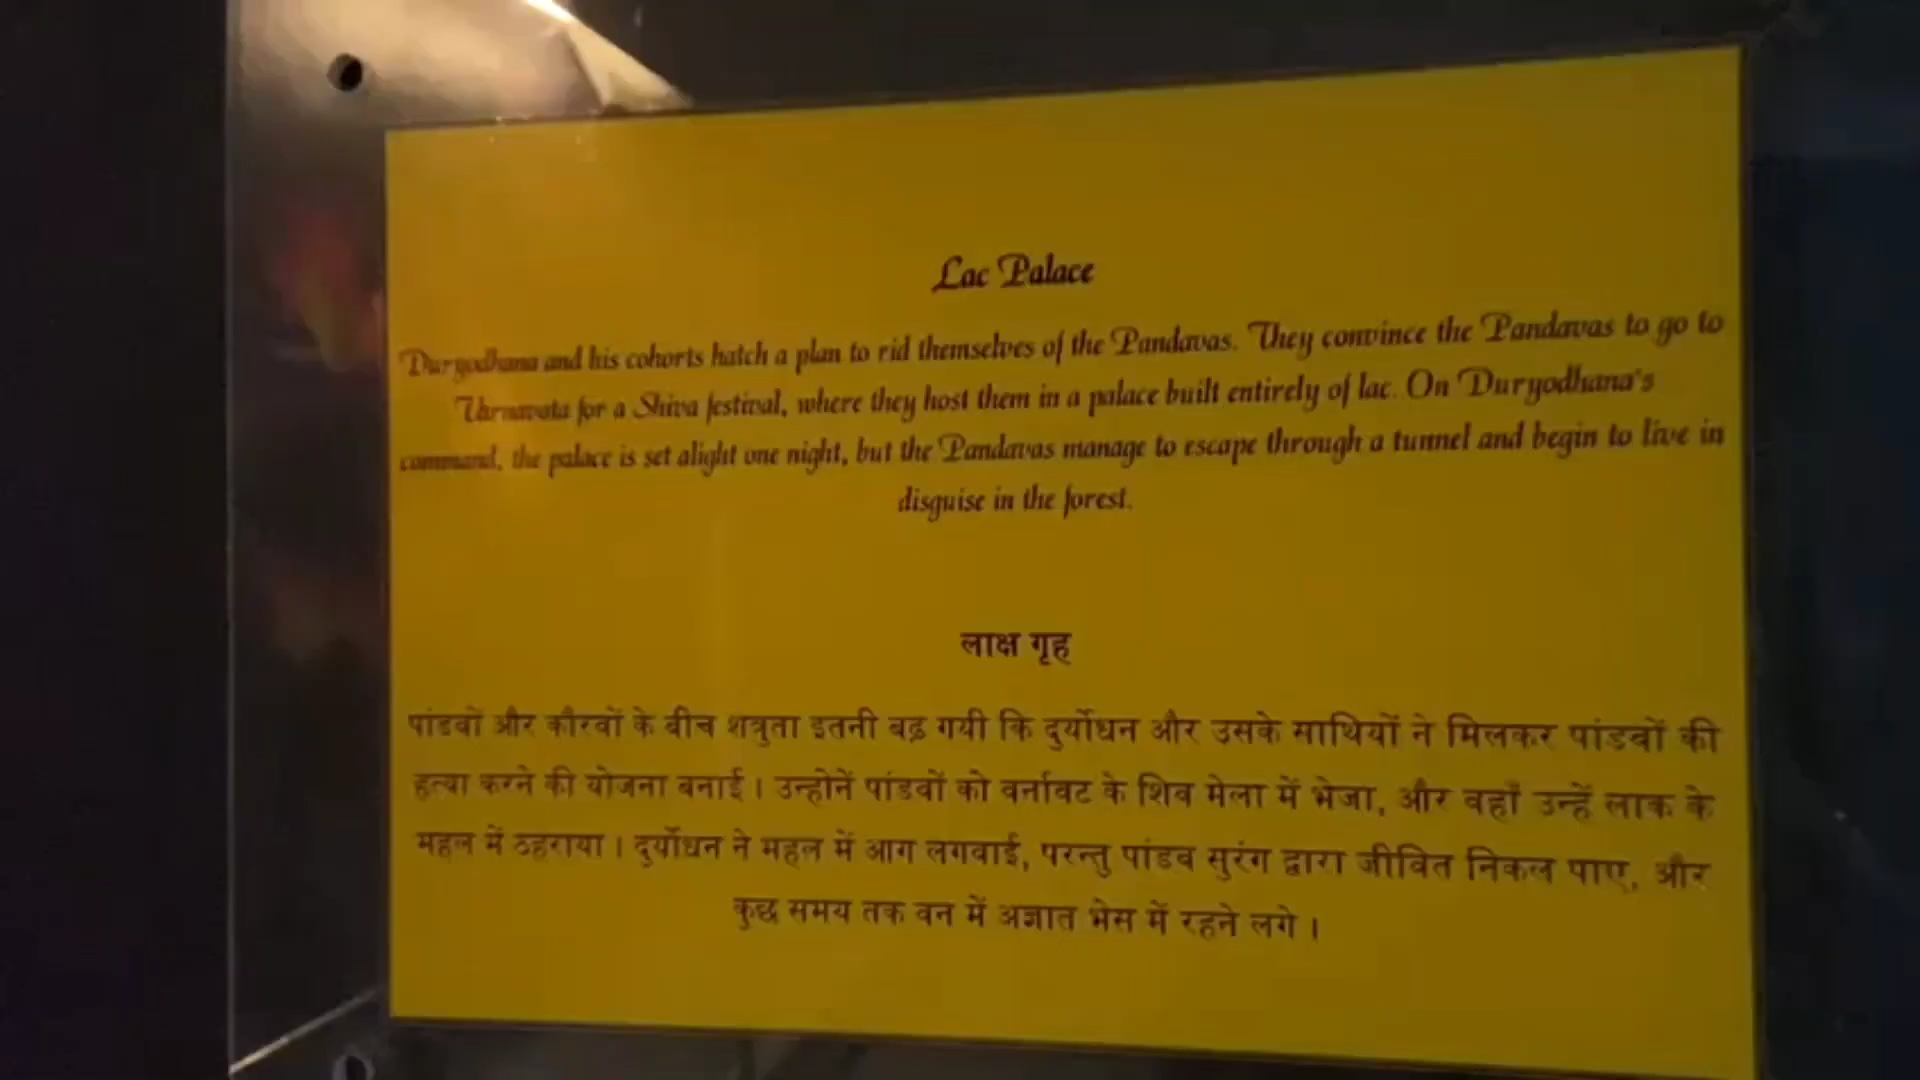 Lac Palace
Duryodhana and his cohorts hatch a plan to rid themselves of the Pandavas. They convince the Pandavas to go to
Varnavata for a Shiva festival, where they host them in a palace built entirely of lac. On Duryodhana's
command, the palace is set alight one night, but the Pandavas manage to escape through a tunnel and begin to live in
disguise in the forest.
लाक्ष गृह
पांडवों और कौरवों के बीच शत्रुता इतनी बढ़ गयी कि दुर्योधन और उसके साथियों ने मिलकर पांडवों की
हत्या करने की योजना बनाई। उन्होनें पांडवों को वर्नावट के शिव मेला में भेजा, और वहाँ उन्हें लाक के
महल में ठहराया। दुर्योधन ने महल में आग लगवाई, परन्तु पांडव सुरंग द्वारा जीवित निकल पाए, और
कुछ समय तक वन में अज्ञात भेस में रहने लगे।